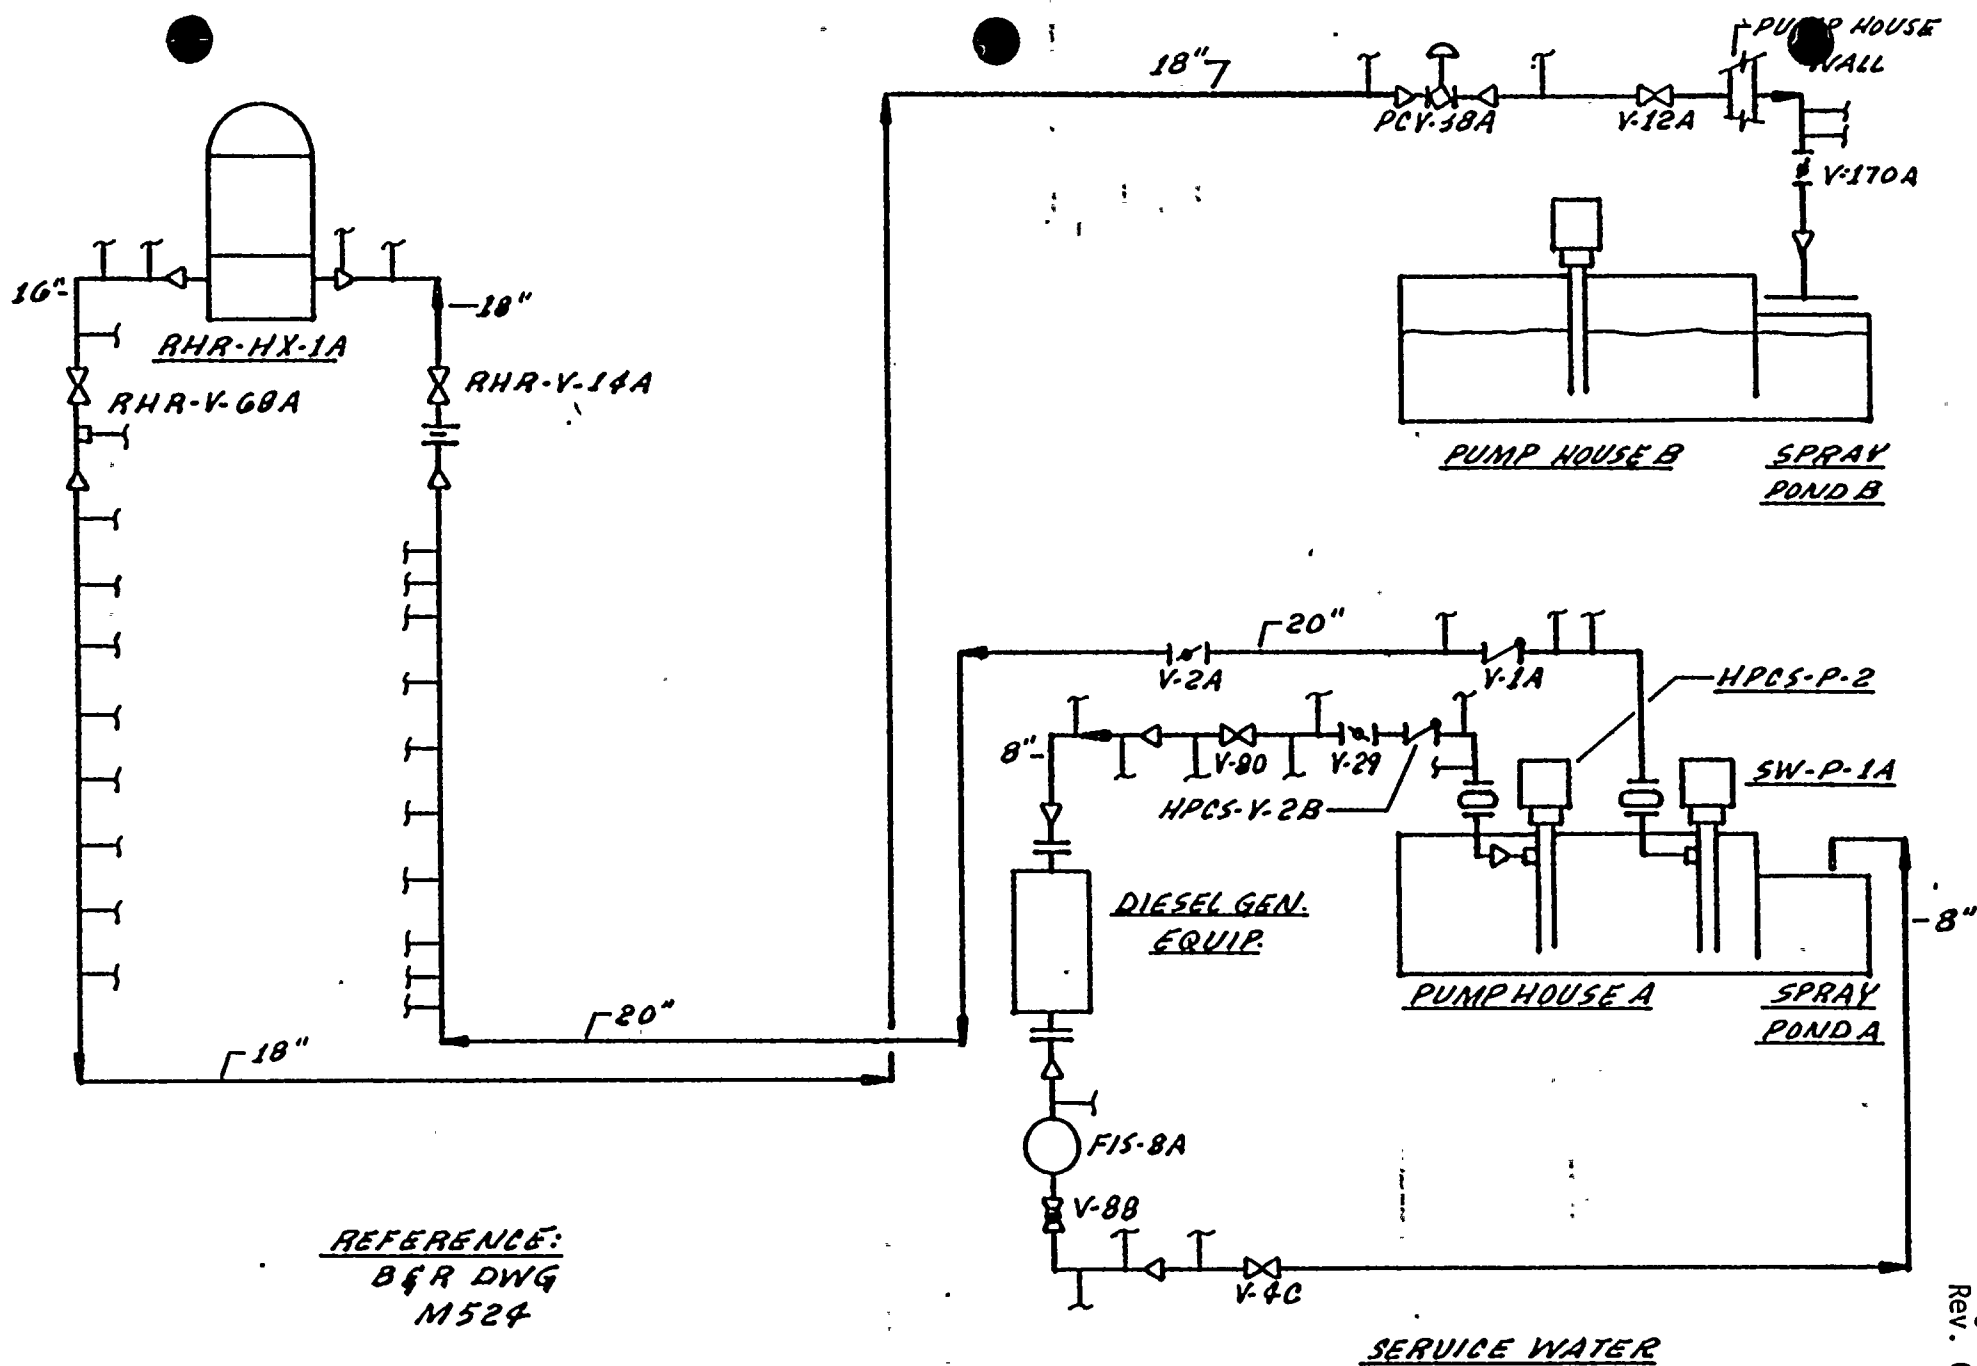 PUMP HOUSE
WALL
18"
PCV-38A
V-12A
V-170A
16"
18"
RHR-HX-1A
RHR-V-68A
RHR-V-14A
PUMP HOUSE B
SPRAY
POND B
20"
V-2A
V-1A
HPCS-P-2
8"
V-80
V-29
HPCS-V-2B
SW-P-1A
DIESEL GEN.
EQUIP.
8"
PUMP HOUSE A
SPRAY
POND A
20"
18"
FIS-8A
V-88
V-4C
REFERENCE:
B&R DWG
M524
SERVICE WATER
Rev.